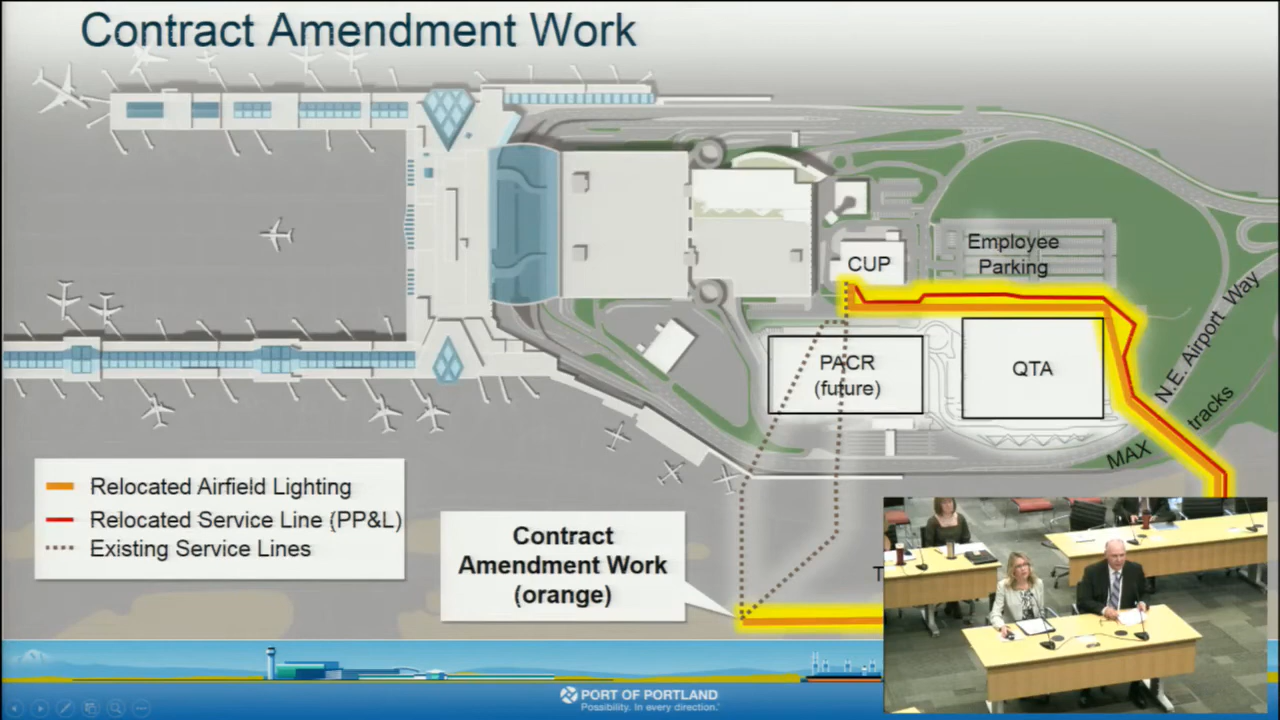 Contract Amendment Work
Employee
Parking
CUP
N.E. Airport Way
PACR
(future)
QTA
MAX
tracks
Relocated Airfield Lighting
Relocated Service Line (PP&L)
Existing Service Lines
Contract
Amendment Work
(orange)
T
PORT OF PORTLAND
Possibility. In every direction.